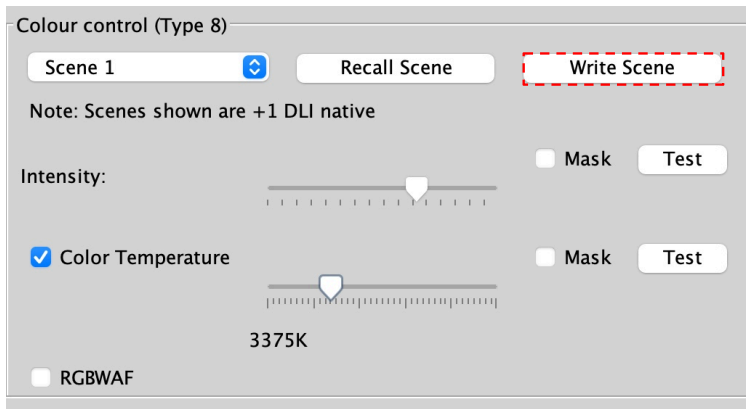 Colour control (Type 8)
Scene 1
Recall Scene
Write Scene
Note: Scenes shown are +1 DLI native
Mask
Test
Intensity:
Color Temperature
Mask
Test
3375K
RGBWAF